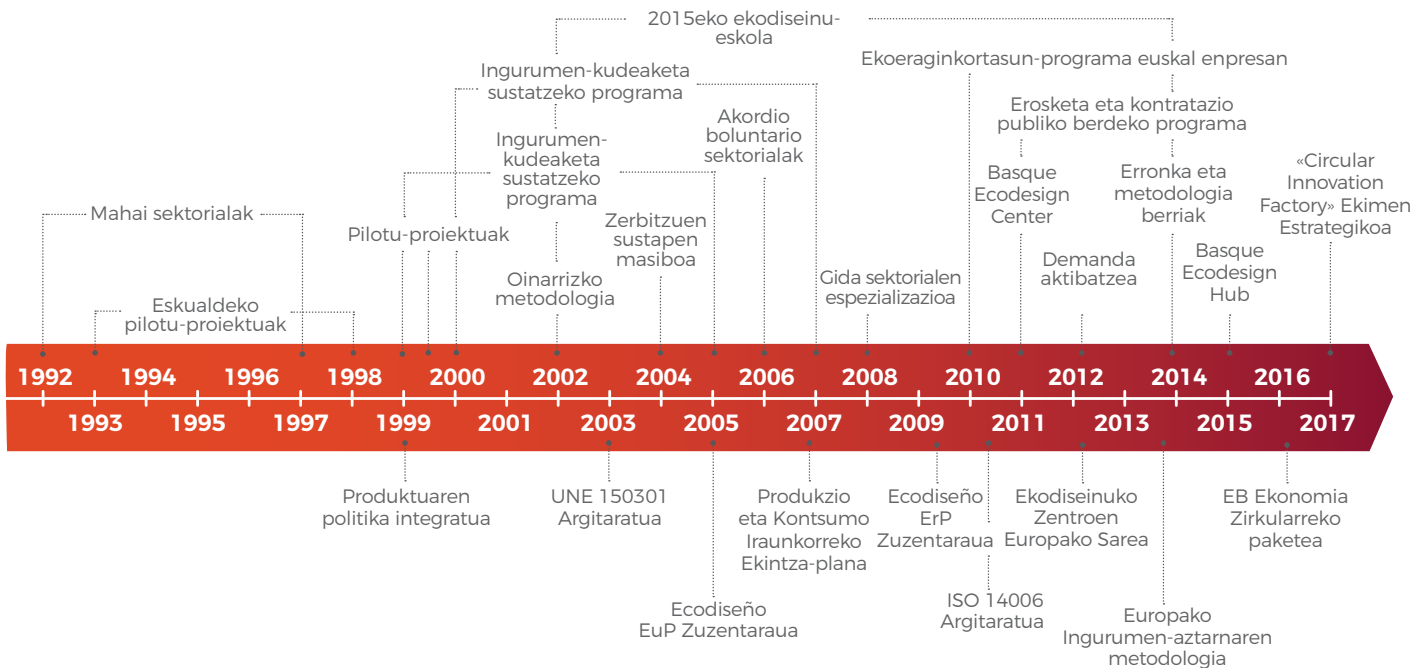 2015eko ekodiseinu-
eskola
Ingurumen-kudeaketa
sustatzeko programa
Ekoeraginkortasun-programa euskal enpresan
Ingurumen-
kudeaketa
sustatzeko
programa
Akordio
boluntario
sektorialak
Erosketa eta kontratazio
publiko berdeko programa
Mahai sektorialak
Pilotu-proiektuak
Zerbitzuen
sustapen
masiboa
Basque
Ecodesign
Center
Erronka eta
metodologia
berriak
«Circular
Innovation
Factory» Ekimen
Estrategikoa
Eskualdeko
pilotu-proiektuak
Oinarrizko
metodologia
Gida sektorialen
espezializazioa
Demanda
aktibatzea
Basque
Ecodesign
Hub
1992 1994 1996 1998 2000 2002 2004 2006 2008 2010 2012 2014 2016
1993 1995 1997 1999 2001 2003 2005 2007 2009 2011 2013 2015 2017
Produktuaren
politika integratua
UNE 150301
Argitaratua
Ecodiseño
EuP Zuzentaraua
Produkzio
eta Kontsumo
Iraunkorreko
Ekintza-plana
Ecodiseño
ErP
Zuzentaraua
ISO 14006
Argitaratua
Ekodiseinuko
Zentroen
Europako Sarea
Europako
Ingurumen-aztarnaren
metodologia
EB Ekonomia
Zirkularreko
paketea